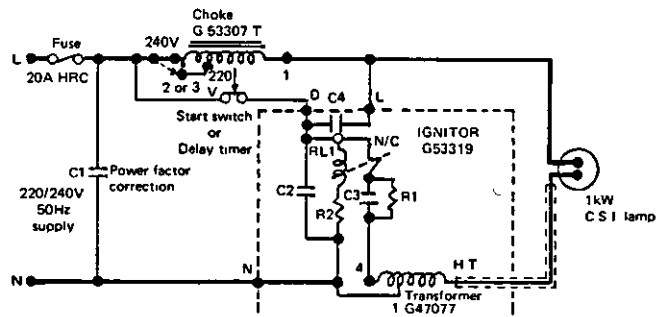 Choke
G 53307 T
Fuse
240V
L
20A HRC
220
1
2 or 3
V
D
L
C4
Start switch
or
Delay timer
N/C
IGNITOR
G53319
RL1
C1
Power factor
correction
C2
C3
R1
220/240V
50Hz
supply
R2
1kW
C S I lamp
N
N
4
H T
Transformer
1 G47077